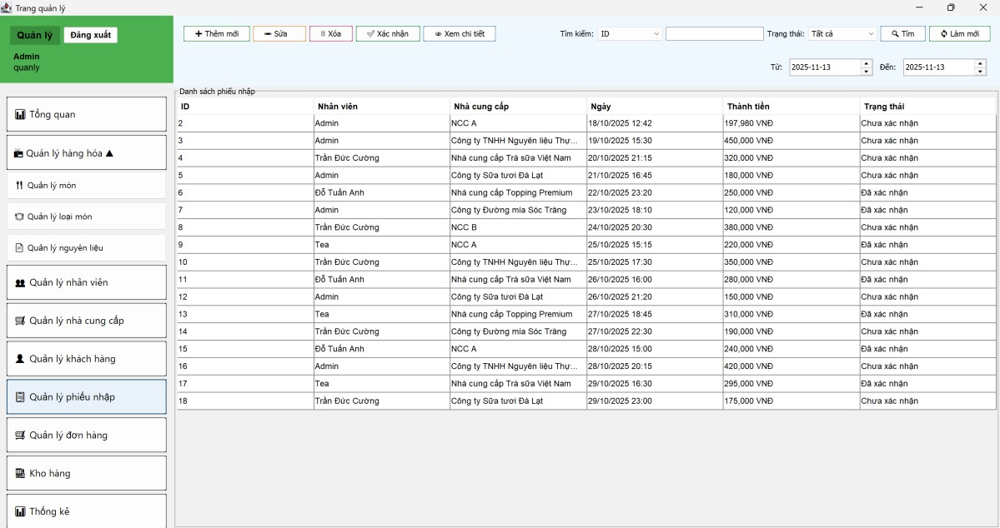 Trang quản lý
Quản lý Đăng xuất
Admin
quanly
Thêm mới Sửa Xóa Xác nhận Xem chi tiết Tìm kiếm: ID Trạng thái: Tất cả Tìm Làm mới
Từ: 2025-11-13 Đến: 2025-11-13
Tổng quan
Quản lý hàng hóa ▲
Quản lý món
Quản lý loại món
Quản lý nguyên liệu
Quản lý nhân viên
Quản lý nhà cung cấp
Quản lý khách hàng
Quản lý phiếu nhập
Quản lý đơn hàng
Kho hàng
Thống kê
Danh sách phiếu nhập
ID Nhân viên Nhà cung cấp Ngày Thành tiền Trạng thái
2 Admin NCC A 18/10/2025 12:42 197,980 VNĐ Chưa xác nhận
3 Admin Công ty TNHH Nguyên liệu Thự... 19/10/2025 15:30 450,000 VNĐ Chưa xác nhận
4 Trần Đức Cường Nhà cung cấp Trà sữa Việt Nam 20/10/2025 21:15 320,000 VNĐ Chưa xác nhận
5 Admin Công ty Sữa tươi Đà Lạt 21/10/2025 16:45 180,000 VNĐ Chưa xác nhận
6 Đỗ Tuấn Anh Nhà cung cấp Topping Premium 22/10/2025 23:20 250,000 VNĐ Đã xác nhận
7 Admin Công ty Đường mía Sóc Trăng 23/10/2025 18:10 120,000 VNĐ Chưa xác nhận
8 Trần Đức Cường NCC B 24/10/2025 20:30 380,000 VNĐ Chưa xác nhận
9 Tea NCC A 25/10/2025 15:15 220,000 VNĐ Đã xác nhận
10 Trần Đức Cường Công ty TNHH Nguyên liệu Thự... 25/10/2025 17:30 350,000 VNĐ Chưa xác nhận
11 Đỗ Tuấn Anh Nhà cung cấp Trà sữa Việt Nam 26/10/2025 16:00 280,000 VNĐ Đã xác nhận
12 Admin Công ty Sữa tươi Đà Lạt 26/10/2025 21:20 150,000 VNĐ Chưa xác nhận
13 Tea Nhà cung cấp Topping Premium 27/10/2025 18:45 310,000 VNĐ Đã xác nhận
14 Trần Đức Cường Công ty Đường mía Sóc Trăng 27/10/2025 22:30 190,000 VNĐ Chưa xác nhận
15 Đỗ Tuấn Anh NCC A 28/10/2025 15:00 240,000 VNĐ Đã xác nhận
16 Admin Công ty TNHH Nguyên liệu Thự... 28/10/2025 20:15 420,000 VNĐ Chưa xác nhận
17 Tea Nhà cung cấp Trà sữa Việt Nam 29/10/2025 16:30 295,000 VNĐ Đã xác nhận
18 Trần Đức Cường Công ty Sữa tươi Đà Lạt 29/10/2025 23:00 175,000 VNĐ Chưa xác nhận